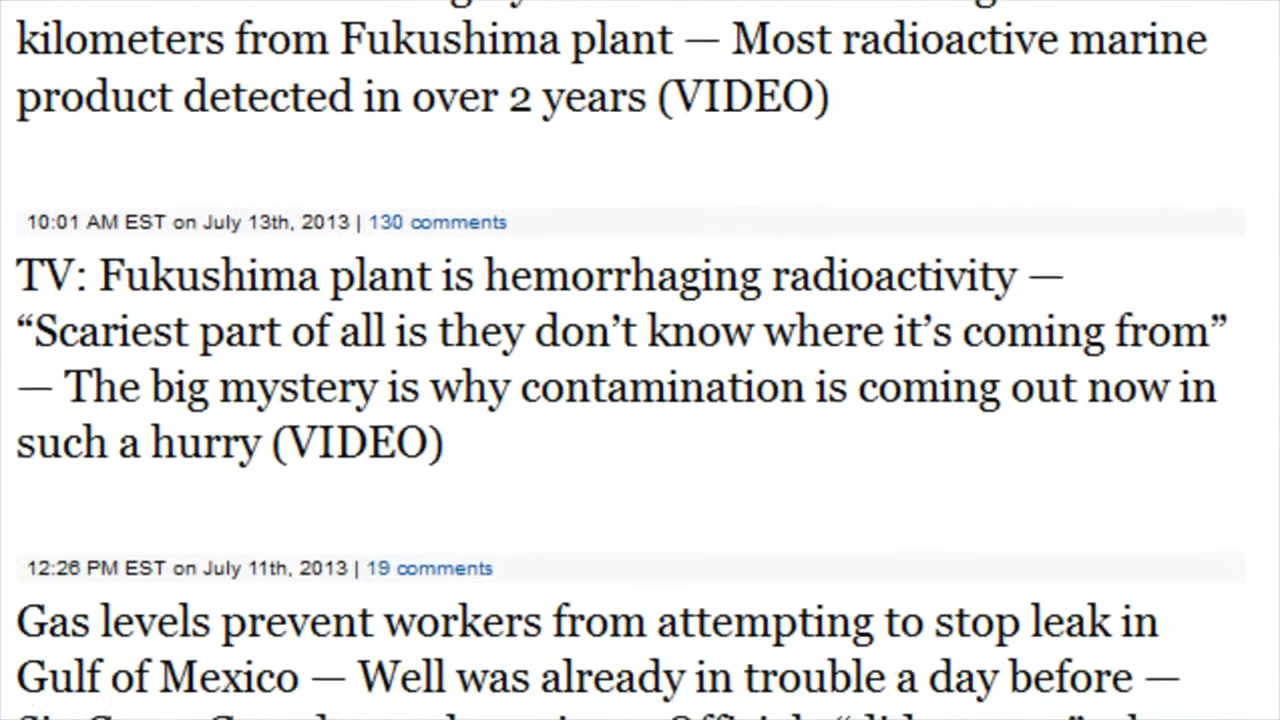 kilometers from Fukushima plant — Most radioactive marine
product detected in over 2 years (VIDEO)
10:01 AM EST on July 13th, 2013 | 130 comments
TV: Fukushima plant is hemorrhaging radioactivity —
“Scariest part of all is they don’t know where it’s coming from”
— The big mystery is why contamination is coming out now in
such a hurry (VIDEO)
12:26 PM EST on July 11th, 2013 | 19 comments
Gas levels prevent workers from attempting to stop leak in
Gulf of Mexico — Well was already in trouble a day before —